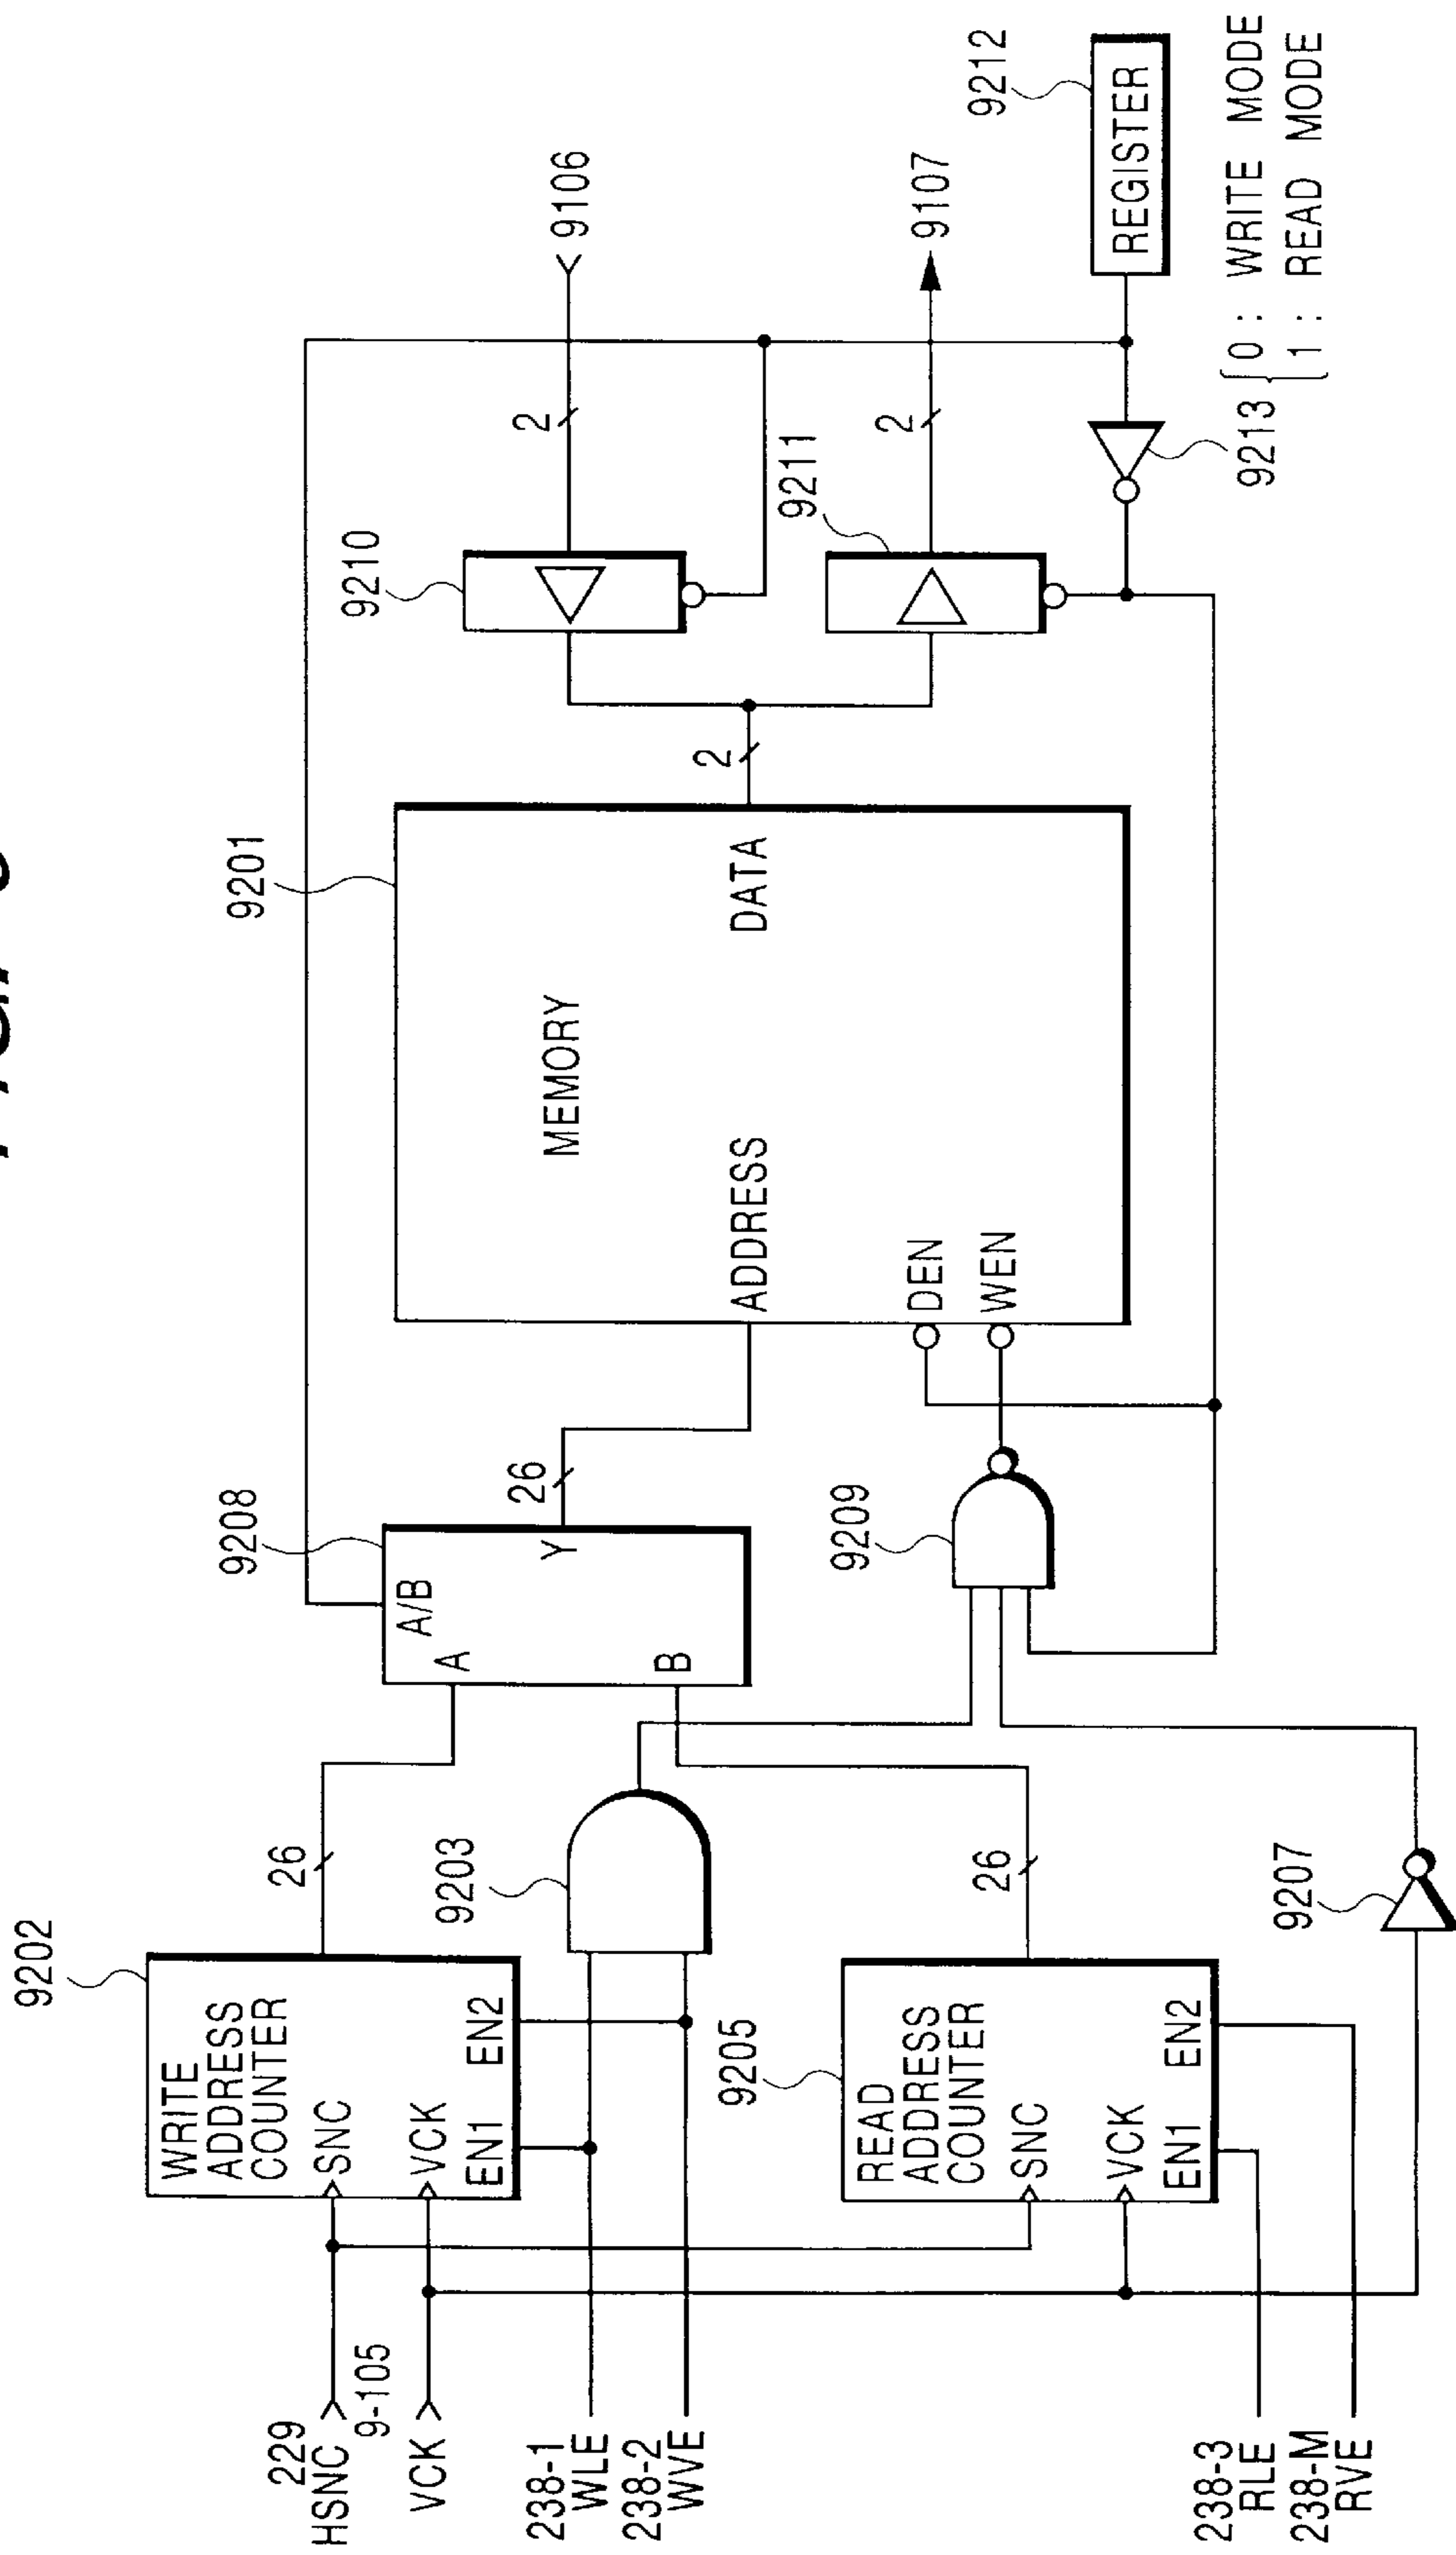 229
HSNC
9-105
VCK
238-1
WLE
238-2
WVE
238-3
RLE
238-M
RVE
9202
WRITE
ADDRESS
COUNTER
SNC
VCK
EN1
EN2
26
9203
9205
READ
ADDRESS
COUNTER
SNC
VCK
EN1
EN2
26
9207
9208
A/B
A
B
Y
26
9209
9201
MEMORY
ADDRESS
DATA
DEN
WEN
2
9210
2
9106
9211
2
9107
9212
REGISTER
9213
0 : WRITE MODE
1 : READ MODE